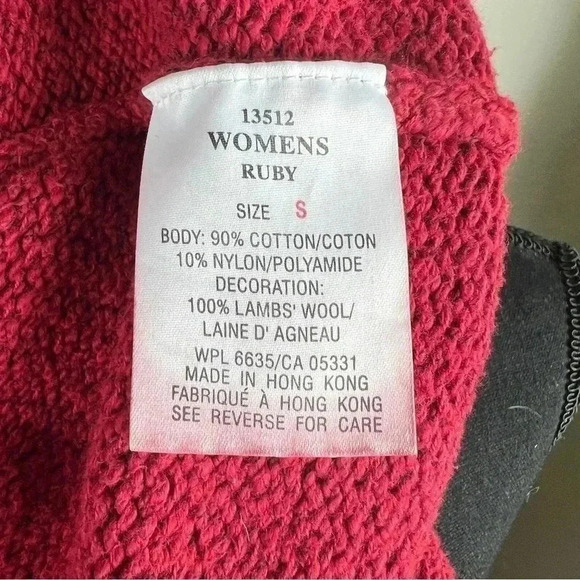 13512
WOMENS
RUBY
SIZE S
BODY: 90% COTTON/COTON
10% NYLON/POLYAMIDE
DECORATION:
100% LAMBS' WOOL/
LAINE D' AGNEAU
WPL 6635/CA 05331
MADE IN HONG KONG
FABRIQUÉ À HONG KONG
SEE REVERSE FOR CARE